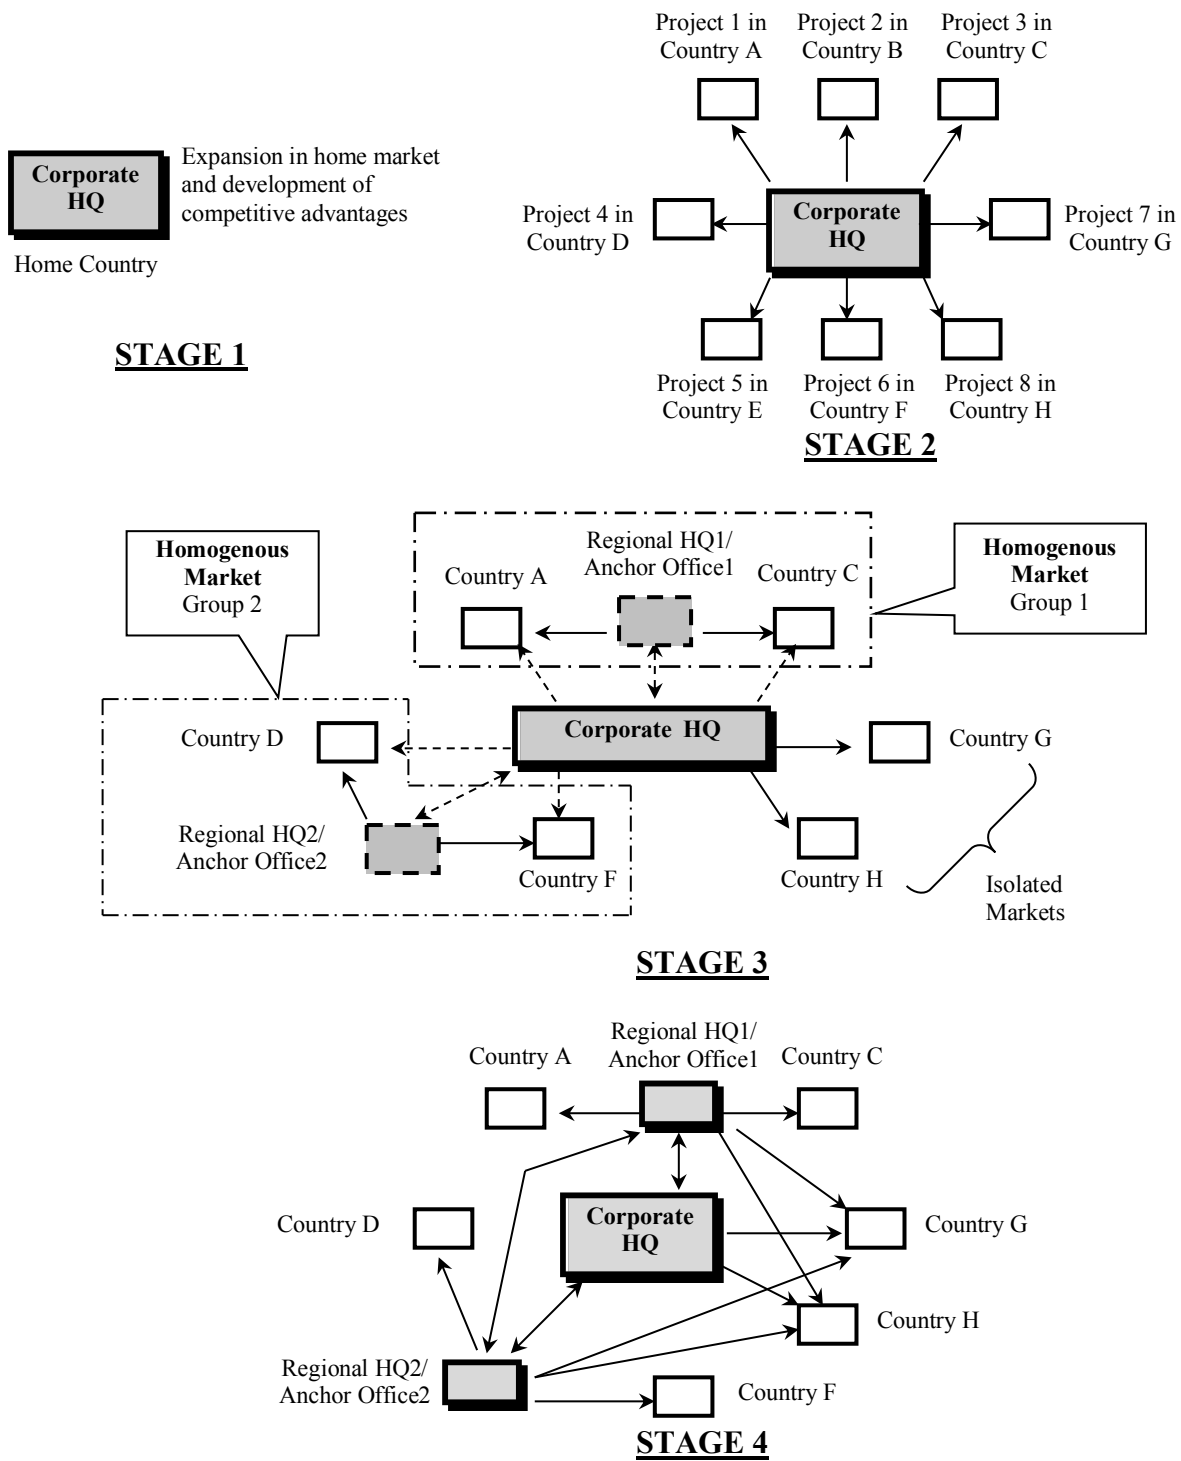 Corporate
HQ
Expansion in home market
and development of
competitive advantages
Home Country
STAGE 1
Project 1 in
Country A
Project 2 in
Country B
Project 3 in
Country C
Project 4 in
Country D
Corporate
HQ
Project 7 in
Country G
Project 5 in
Country E
Project 6 in
Country F
Project 8 in
Country H
STAGE 2
Homogenous
Market
Group 2
Regional HQ1/
Anchor Office1
Country A
Country C
Homogenous
Market
Group 1
Country D
Corporate HQ
Country G
Regional HQ2/
Anchor Office2
Country F
Country H
Isolated
Markets
STAGE 3
Regional HQ1/
Anchor Office1
Country A
Country C
Country D
Corporate
HQ
Country G
Country H
Regional HQ2/
Anchor Office2
Country F
STAGE 4